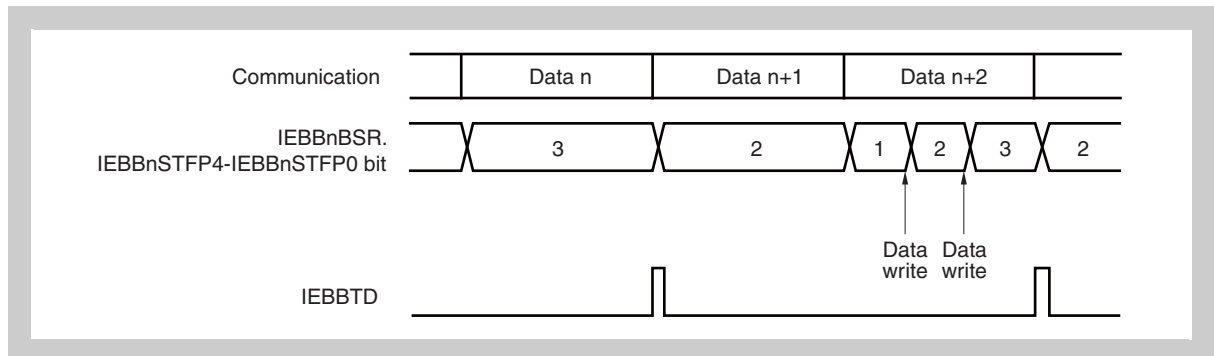 Communication
Data n
Data n+1
Data n+2
IEBBnBSR.
IEBBnSTFP4-IEBBnSTFP0 bit
3
2
1
2
3
2
Data
write
Data
write
IEBBTD